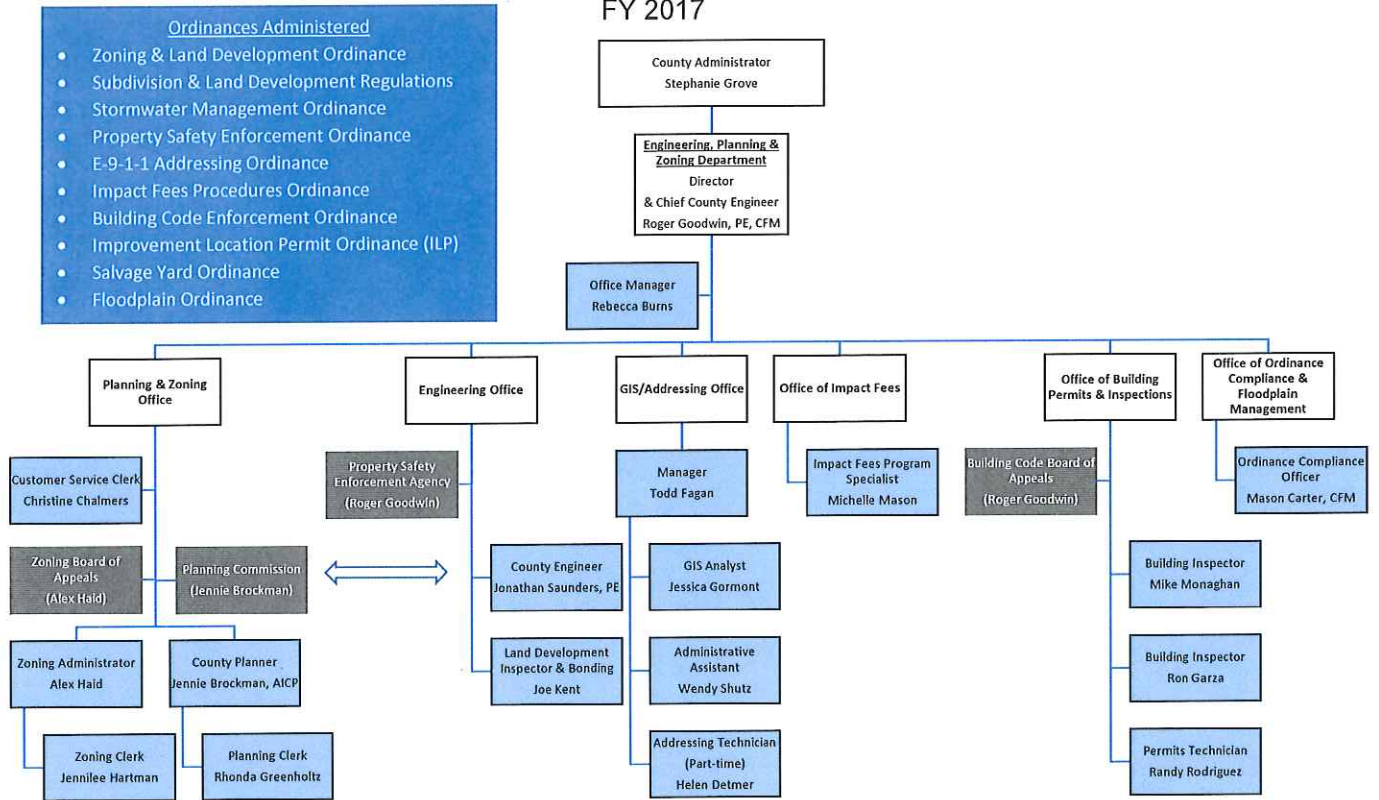 FY 2017
Ordinances Administered
• Zoning & Land Development Ordinance
• Subdivision & Land Development Regulations
• Stormwater Management Ordinance
• Property Safety Enforcement Ordinance
• E-9-1-1 Addressing Ordinance
• Impact Fees Procedures Ordinance
• Building Code Enforcement Ordinance
• Improvement Location Permit Ordinance (ILP)
• Salvage Yard Ordinance
• Floodplain Ordinance
County Administrator
Stephanie Grove
Engineering, Planning &
Zoning Department
Director
& Chief County Engineer
Roger Goodwin, PE, CFM
Office Manager
Rebecca Burns
Planning & Zoning
Office
Engineering Office
GIS/Addressing Office
Office of Impact Fees
Office of Building
Permits & Inspections
Office of Ordinance
Compliance &
Floodplain
Management
Customer Service Clerk
Christine Chalmers
Zoning Board of
Appeals
(Alex Haid)
Planning Commission
(Jennie Brockman)
Zoning Administrator
Alex Haid
County Planner
Jennie Brockman, AICP
Zoning Clerk
Jennilee Hartman
Planning Clerk
Rhonda Greenholtz
Property Safety
Enforcement Agency
(Roger Goodwin)
County Engineer
Jonathan Saunders, PE
Land Development
Inspector & Bonding
Joe Kent
Manager
Todd Fagan
GIS Analyst
Jessica Gormont
Administrative
Assistant
Wendy Shutz
Addressing Technician
(Part-time)
Helen Detmer
Impact Fees Program
Specialist
Michelle Mason
Building Code Board of
Appeals
(Roger Goodwin)
Building Inspector
Mike Monaghan
Building Inspector
Ron Garza
Permits Technician
Randy Rodriguez
Ordinance Compliance
Officer
Mason Carter, CFM